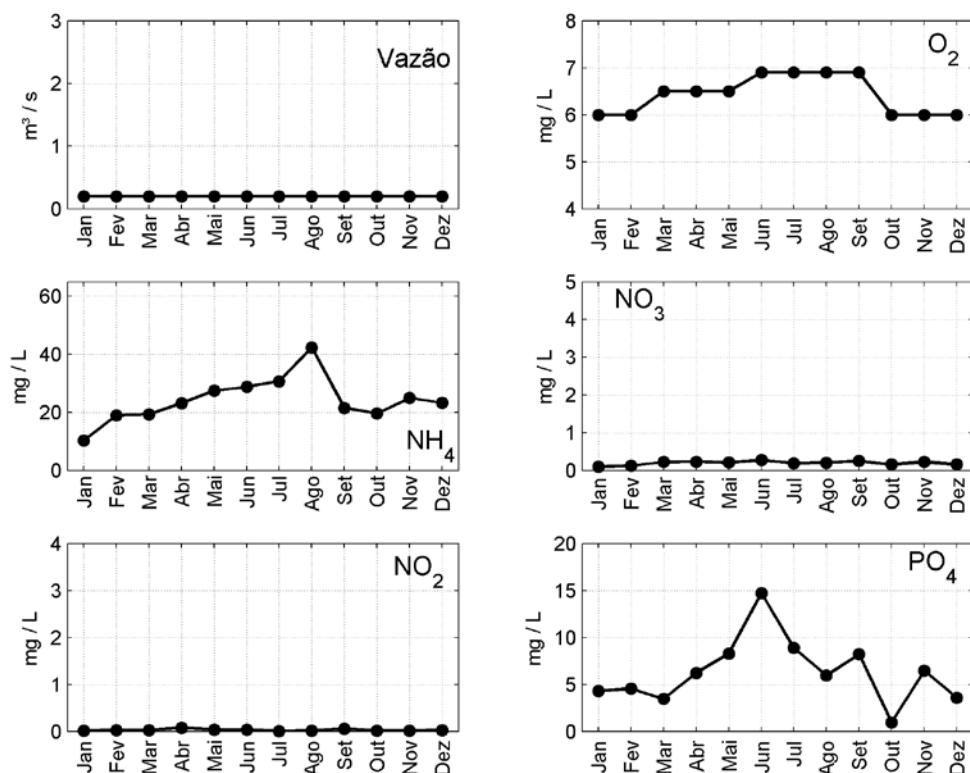 Vazão
m³ / s
3
2
1
0
Jan Fev Mar Abr Mai Jun Jul Ago Set Out Nov Dez
O₂
mg / L
8
7
6
5
4
Jan Fev Mar Abr Mai Jun Jul Ago Set Out Nov Dez
NH₄
mg / L
60
40
20
0
Jan Fev Mar Abr Mai Jun Jul Ago Set Out Nov Dez
NO₃
mg / L
5
4
3
2
1
0
Jan Fev Mar Abr Mai Jun Jul Ago Set Out Nov Dez
NO₂
mg / L
4
3
2
1
0
Jan Fev Mar Abr Mai Jun Jul Ago Set Out Nov Dez
PO₄
mg / L
20
15
10
5
0
Jan Fev Mar Abr Mai Jun Jul Ago Set Out Nov Dez